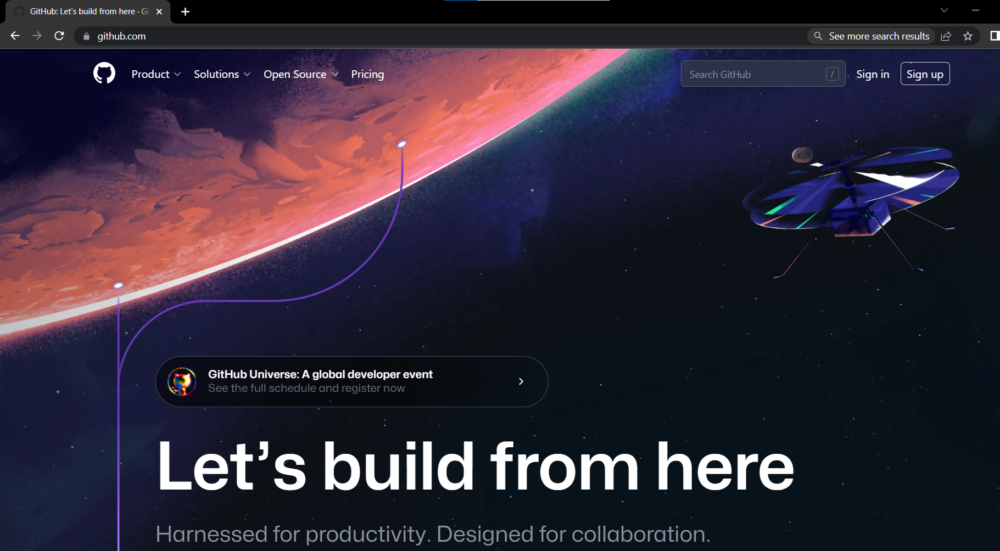 GitHub: Let's build from here · Gi
github.com
See more search results
Product
Solutions
Open Source
Pricing
Search GitHub
/
Sign in
Sign up
GitHub Universe: A global developer event
See the full schedule and register now
Let's build from here
Harnessed for productivity. Designed for collaboration.